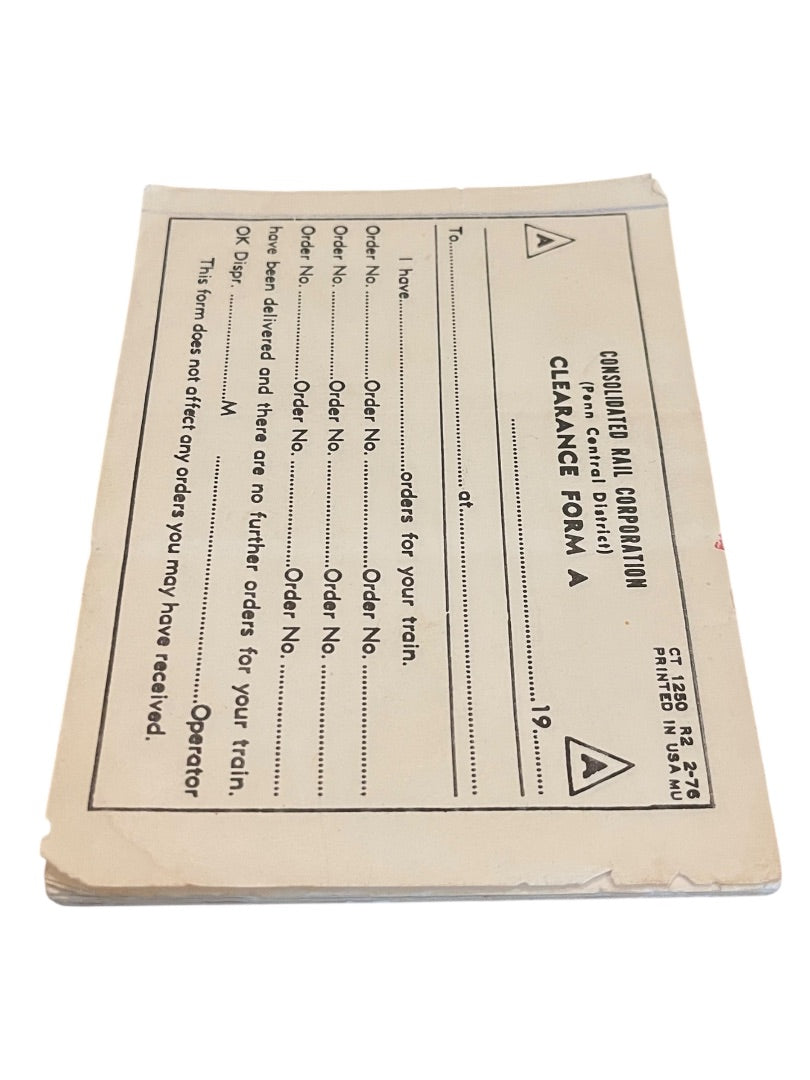 CT 1250 R2 2-76
PRINTED IN USA MU
CONSOLIDATED RAIL CORPORATION
(Penn Central District)
CLEARANCE FORM A
A
A
....................................19..........
To.................................... at....................................
I have....................orders for your train.
Order No. ....................Order No. ....................Order No. ....................
Order No. ....................Order No. ....................Order No. ....................
Order No. ....................Order No. ....................Order No. ....................
have been delivered and there are no further orders for your train.
OK Dispr. ....................M ....................................Operator
This form does not affect any orders you may have received.